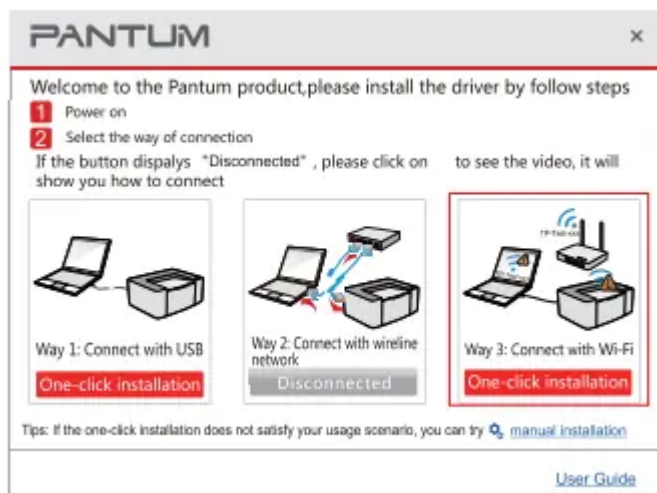 PANTUM
Welcome to the Pantum product,please install the driver by follow steps
1 Power on
2 Select the way of connection
If the button dispalys "Disconnected" , please click on to see the video, it will
show you how to connect
Way 1: Connect with USB
One-click installation
Way 2: Connect with wireline
network
Disconnected
Way 3: Connect with Wi-Fi
One-click installation
Tips: If the one-click installation does not satisfy your usage scenario, you can try manual installation
User Guide